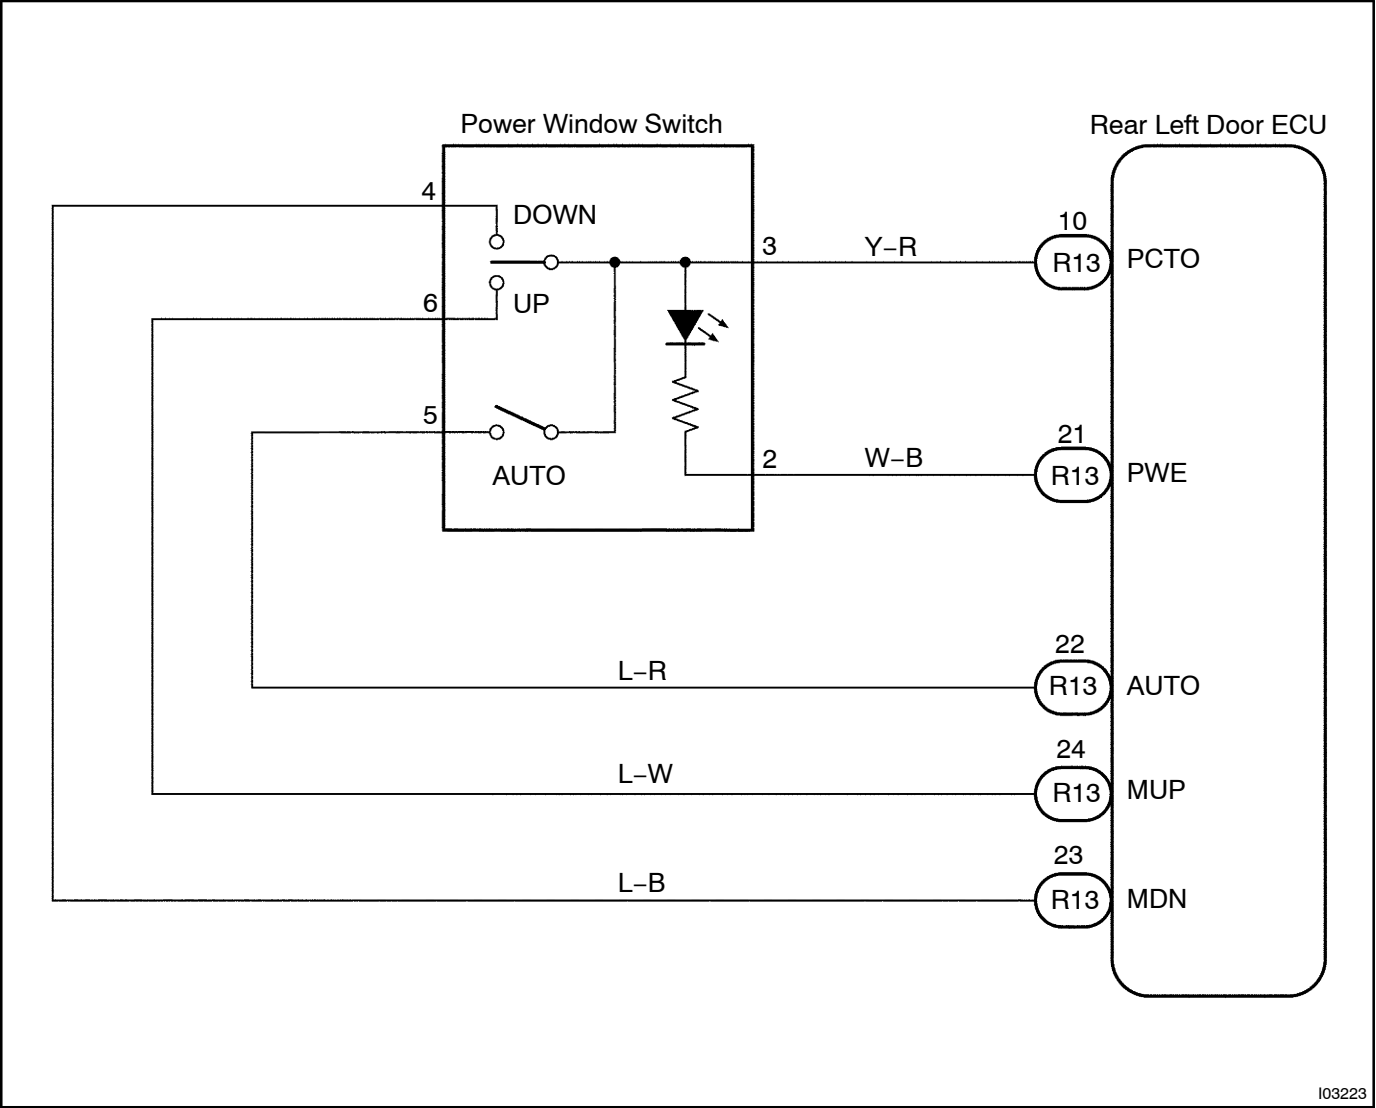 Power Window Switch
Rear Left Door ECU
4
DOWN
3
Y–R
10
R13
PCTO
6
UP
5
AUTO
2
W–B
21
R13
PWE
L–R
22
R13
AUTO
L–W
24
R13
MUP
L–B
23
R13
MDN
I03223